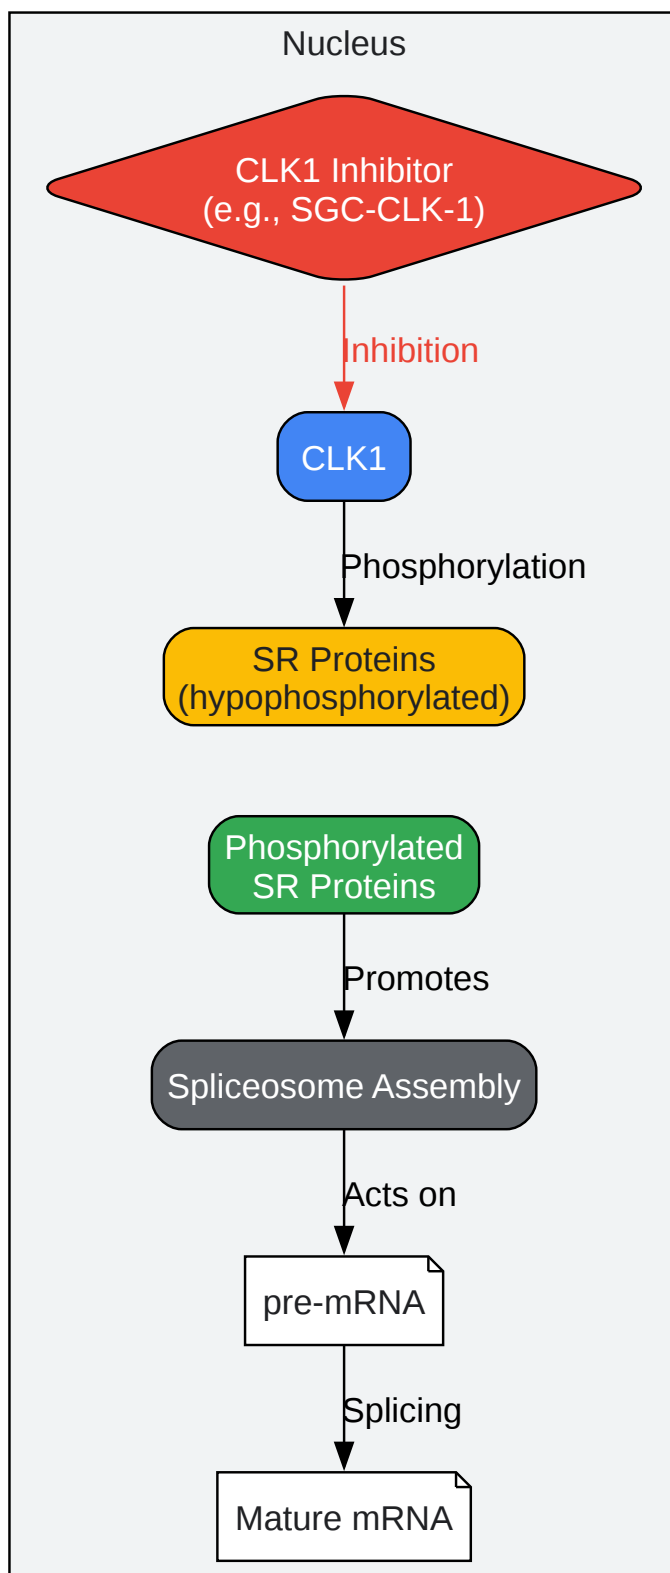 Nucleus
CLK1 Inhibitor
(e.g., SGC-CLK-1)
Inhibition
CLK1
Phosphorylation
SR Proteins
(hypophosphorylated)
Phosphorylated
SR Proteins
Promotes
Spliceosome Assembly
Acts on
pre-mRNA
Splicing
Mature mRNA